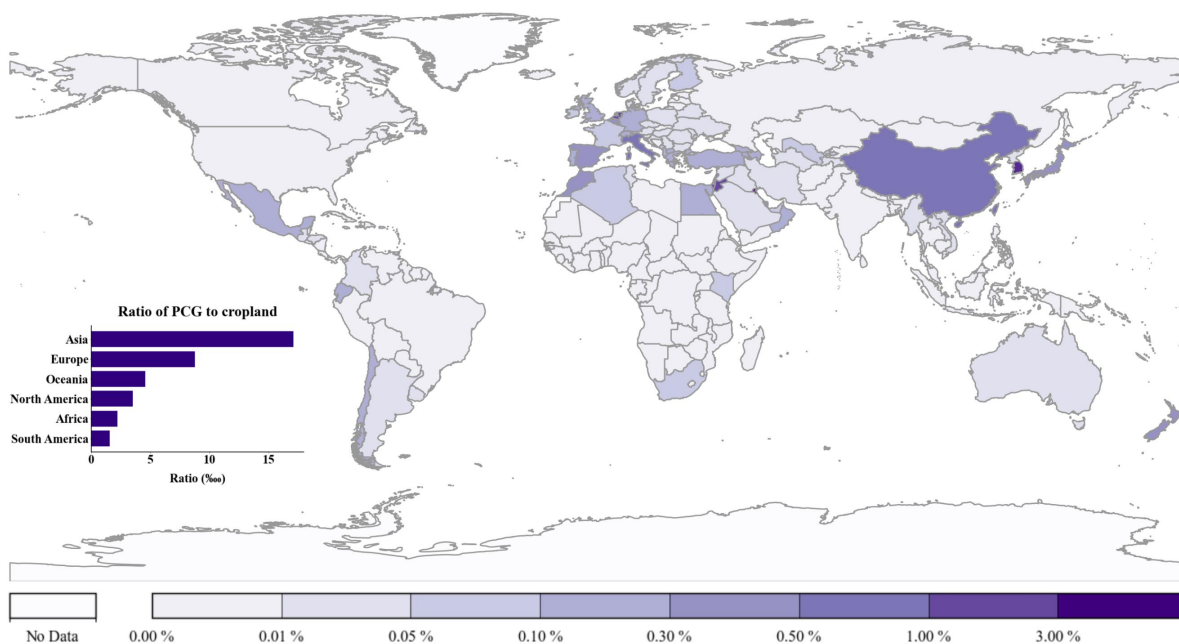 Ratio of PCG to cropland
Asia
Europe
Oceania
North America
Africa
South America
0 5 10 15
Ratio (‱)
No Data 0.00 % 0.01 % 0.05 % 0.10 % 0.30 % 0.50 % 1.00 % 3.00 %